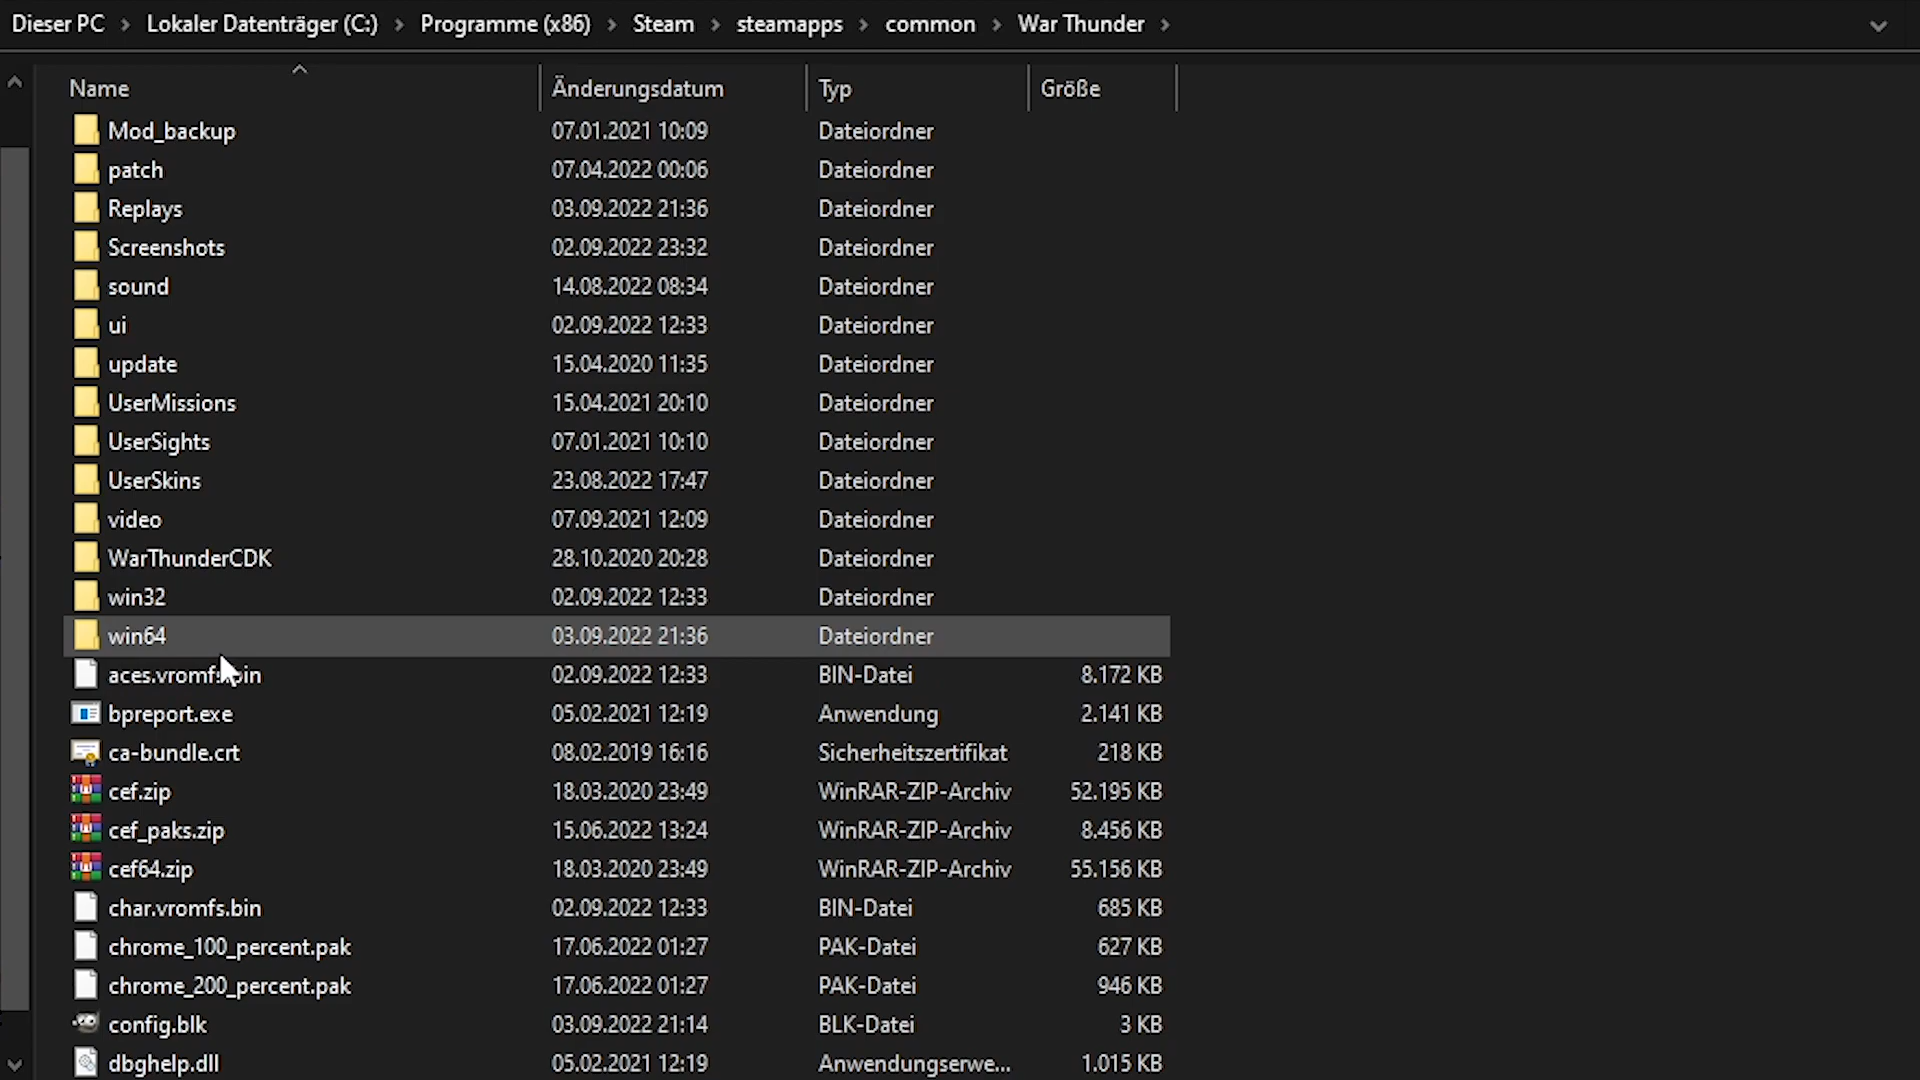 Dieser PC > Lokaler Datenträger (C:) > Programme (x86) > Steam > steamapps > common > War Thunder >
Name Änderungsdatum Typ Größe
Mod_backup 07.01.2021 10:09 Dateiordner
patch 07.04.2022 00:06 Dateiordner
Replays 03.09.2022 21:36 Dateiordner
Screenshots 02.09.2022 23:32 Dateiordner
sound 14.08.2022 08:34 Dateiordner
ui 02.09.2022 12:33 Dateiordner
update 15.04.2020 11:35 Dateiordner
UserMissions 15.04.2021 20:10 Dateiordner
UserSights 07.01.2021 10:10 Dateiordner
UserSkins 23.08.2022 17:47 Dateiordner
video 07.09.2021 12:09 Dateiordner
WarThunderCDK 28.10.2020 20:28 Dateiordner
win32 02.09.2022 12:33 Dateiordner
win64 03.09.2022 21:36 Dateiordner
aces.vromfs.bin 02.09.2022 12:33 BIN-Datei 8.172 KB
bpreport.exe 05.02.2021 12:19 Anwendung 2.141 KB
ca-bundle.crt 08.02.2019 16:16 Sicherheitszertifikat 218 KB
cef.zip 18.03.2020 23:49 WinRAR-ZIP-Archiv 52.195 KB
cef_paks.zip 15.06.2022 13:24 WinRAR-ZIP-Archiv 8.456 KB
cef64.zip 18.03.2020 23:49 WinRAR-ZIP-Archiv 55.156 KB
char.vromfs.bin 02.09.2022 12:33 BIN-Datei 685 KB
chrome_100_percent.pak 17.06.2022 01:27 PAK-Datei 627 KB
chrome_200_percent.pak 17.06.2022 01:27 PAK-Datei 946 KB
config.blk 03.09.2022 21:14 BLK-Datei 3 KB
dbghelp.dll 05.02.2021 12:19 Anwendungserwe... 1.015 KB